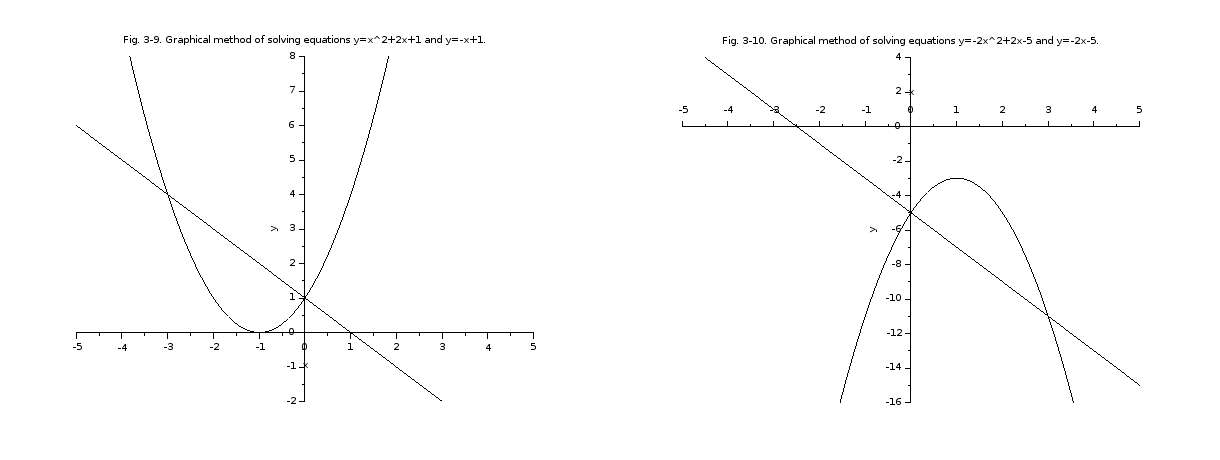 Fig. 3-9. Graphical method of solving equations y=x^2+2x+1 and y=-x+1.
8
7
6
5
4
y
3
2
1
0
-5 -4 -3 -2 -1 0 1 2 3 4 5
-1 x
-2
Fig. 3-10. Graphical method of solving equations y=-2x^2+2x-5 and y=-2x-5.
4
2 x
-5 -4 -3 -2 -1 0 1 2 3 4 5
0
-2
-4
y -6
-8
-10
-12
-14
-16